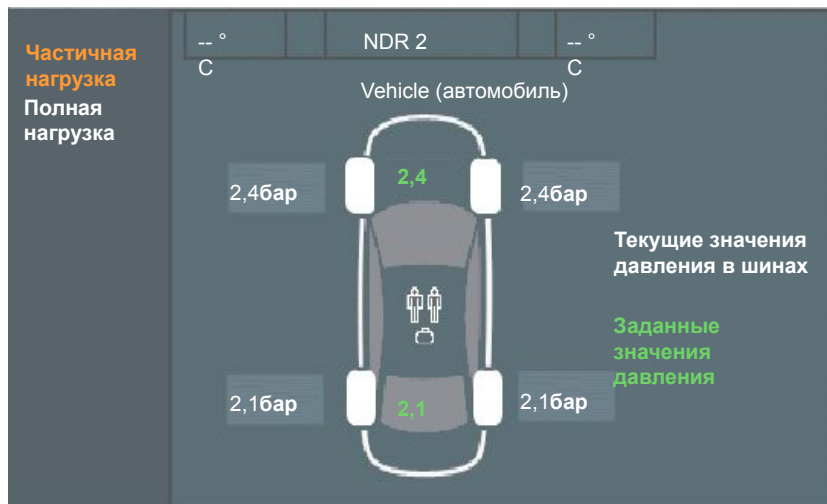 -- °
C
NDR 2
-- °
C
Частичная
нагрузка
Полная
нагрузка
Vehicle (автомобиль)
2,4
2,4бар
2,4бар
Текущие значения
давления в шинах
Заданные
значения
давления
2,1бар
2,1
2,1бар